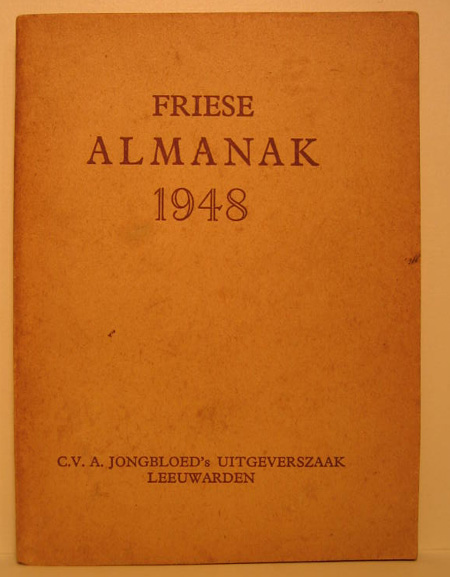 FRIESE
ALMANAK
1948
C.V. A. JONGBLOED's UITGEVERSZAAK
LEEUWARDEN